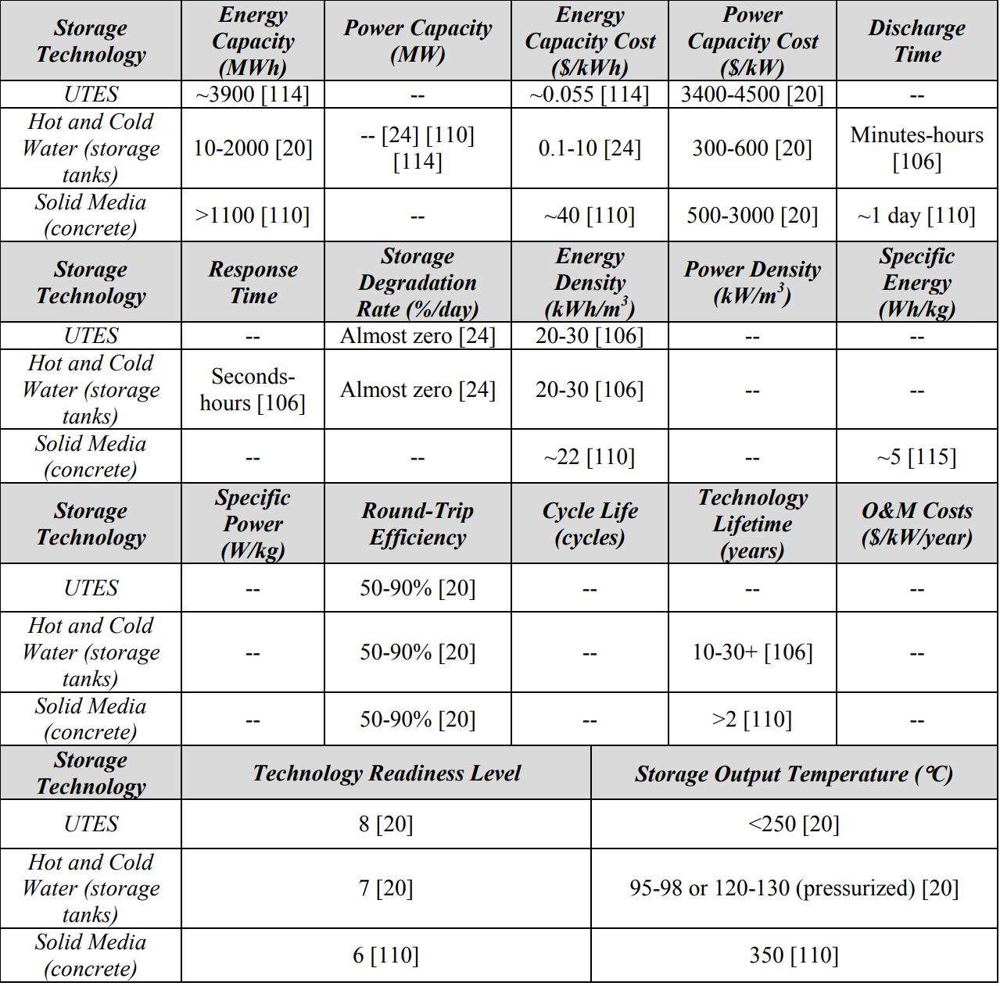 Storage Technology | Energy Capacity (MWh) | Power Capacity (MW) | Energy Capacity Cost ($/kWh) | Power Capacity Cost ($/kW) | Discharge Time
UTES | ~3900 [114] | -- | ~0.055 [114] | 3400-4500 [20] | --
Hot and Cold Water (storage tanks) | 10-2000 [20] | -- [24] [110] [114] | 0.1-10 [24] | 300-600 [20] | Minutes-hours [106]
Solid Media (concrete) | >1100 [110] | -- | ~40 [110] | 500-3000 [20] | ~1 day [110]
Storage Technology | Response Time | Storage Degradation Rate (%/day) | Energy Density (kWh/m³) | Power Density (kW/m³) | Specific Energy (Wh/kg)
UTES | -- | Almost zero [24] | 20-30 [106] | -- | --
Hot and Cold Water (storage tanks) | Seconds-hours [106] | Almost zero [24] | 20-30 [106] | -- | --
Solid Media (concrete) | -- | -- | ~22 [110] | -- | ~5 [115]
Storage Technology | Specific Power (W/kg) | Round-Trip Efficiency | Cycle Life (cycles) | Technology Lifetime (years) | O&M Costs ($/kW/year)
UTES | -- | 50-90% [20] | -- | -- | --
Hot and Cold Water (storage tanks) | -- | 50-90% [20] | -- | 10-30+ [106] | --
Solid Media (concrete) | -- | 50-90% [20] | -- | >2 [110] | --
Storage Technology | Technology Readiness Level | Storage Output Temperature (℃)
UTES | 8 [20] | <250 [20]
Hot and Cold Water (storage tanks) | 7 [20] | 95-98 or 120-130 (pressurized) [20]
Solid Media (concrete) | 6 [110] | 350 [110]